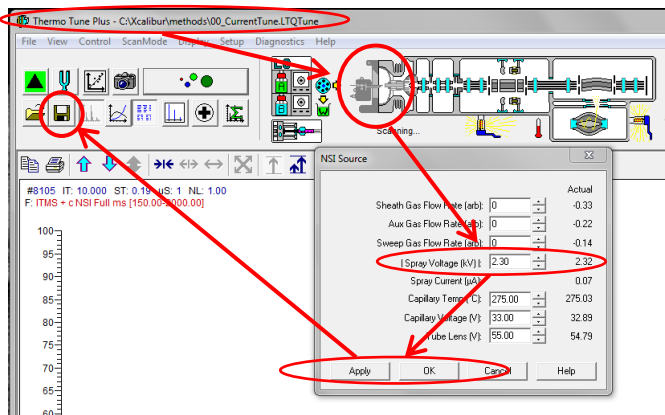 Thermo Tune Plus - C:\Xcalibur\methods\00_CurrentTune.LTQTune
File View Control ScanMode Display Setup Diagnostics Help
LC
A
B
Scanning...
NSI Source
#8105 IT: 10.000 ST: 0.19 uS: 1 NL: 1.00
F: ITMS + c NSI Full ms [150.00-2000.00]
Actual
Sheath Gas Flow Rate (arb): 0 -0.33
Aux Gas Flow Rate (arb): 0 -0.22
Sweep Gas Flow Rate (arb): 0 -0.14
| Spray Voltage (kV) |: 2.30 2.32
Spray Current (µA): 0.07
Capillary Temp (°C): 275.00 275.03
Capillary Voltage (V): 33.00 32.89
Tube Lens (V): 55.00 54.79
Apply OK Cancel Help
100
95
90
85
80
75
70
65
60